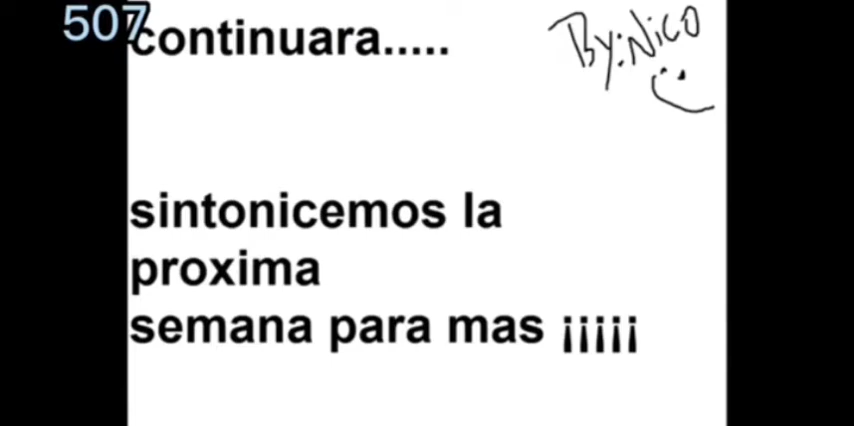 507
continuara.....
By:Nico
sintonicemos la
proxima
semana para mas ¡¡¡¡¡